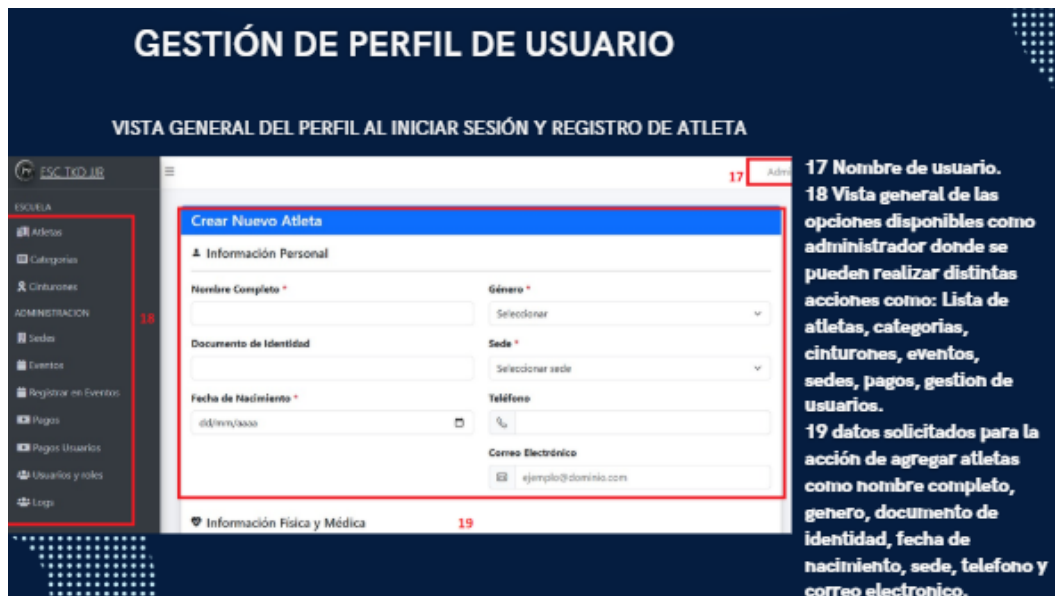 GESTIÓN DE PERFIL DE USUARIO
VISTA GENERAL DEL PERFIL AL INICIAR SESIÓN Y REGISTRO DE ATLETA
ESC.TKD.JJR
ESCUELA
Atletas
Categorias
Cinturones
ADMINISTRACION
Sedes
Eventos
Registrar en Eventos
Pagos
Pagos Usuarios
Usuarios y roles
Logs
18
17
Crear Nuevo Atleta
Información Personal
Nombre Completo *
Género *
Seleccionar
Documento de Identidad
Sede *
Seleccionar sede
Fecha de Nacimiento *
dd/mm/aaaa
Teléfono
Correo Electrónico
ejemplo@dominio.com
Información Física y Médica
19
17 Nombre de usuario.
18 Vista general de las
opciones disponibles como
administrador donde se
pueden realizar distintas
acciones como: Lista de
atletas, categorias,
cinturones, eventos,
sedes, pagos, gestion de
usuarios.
19 datos solicitados para la
acción de agregar atletas
como nombre completo,
genero, documento de
identidad, fecha de
nacimiento, sede, telefono y
correo electronico.